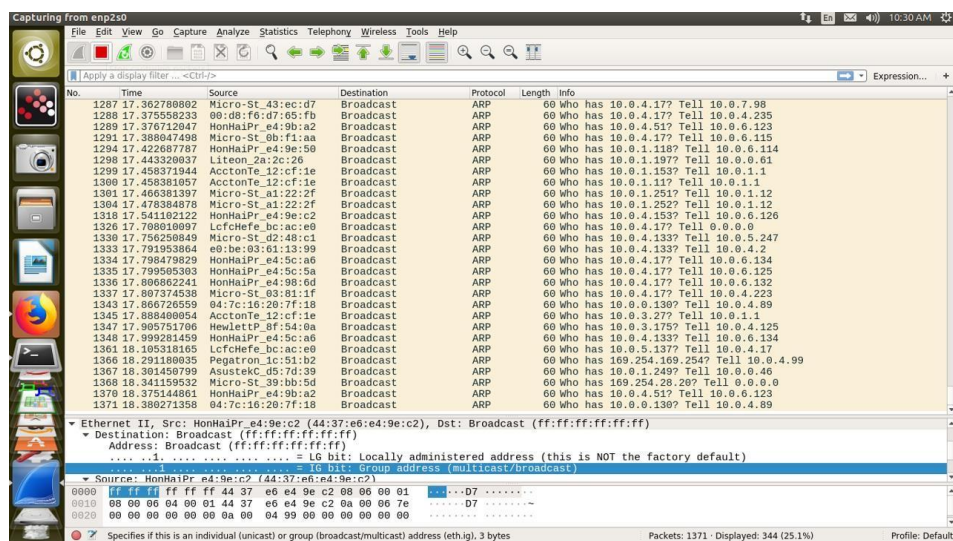 Capturing from enp2s0 En 10:30 AM
File Edit View Go Capture Analyze Statistics Telephony Wireless Tools Help
Apply a display filter ... <Ctrl-/> Expression... +
No. Time Source Destination Protocol Length Info
1287 17.362780802 Micro-St_43:ec:d7 Broadcast ARP 60 Who has 10.0.4.17? Tell 10.0.7.98
1288 17.375558233 00:d8:f6:d7:65:fb Broadcast ARP 60 Who has 10.0.4.17? Tell 10.0.4.235
1289 17.376712047 HonHaiPr_e4:9b:a2 Broadcast ARP 60 Who has 10.0.4.51? Tell 10.0.6.123
1291 17.388047498 Micro-St_0b:f1:aa Broadcast ARP 60 Who has 10.0.4.17? Tell 10.0.6.115
1294 17.422687787 HonHaiPr_e4:9e:50 Broadcast ARP 60 Who has 10.0.1.118? Tell 10.0.6.114
1298 17.443320037 Liteon_2a:2c:26 Broadcast ARP 60 Who has 10.0.1.197? Tell 10.0.0.61
1299 17.458371944 AcctonTe_12:cf:1e Broadcast ARP 60 Who has 10.0.1.153? Tell 10.0.1.1
1300 17.458381057 AcctonTe_12:cf:1e Broadcast ARP 60 Who has 10.0.1.11? Tell 10.0.1.1
1301 17.466381397 Micro-St_a1:22:2f Broadcast ARP 60 Who has 10.0.1.251? Tell 10.0.1.12
1304 17.478384878 Micro-St_a1:22:2f Broadcast ARP 60 Who has 10.0.1.252? Tell 10.0.1.12
1318 17.541102122 HonHaiPr_e4:9e:c2 Broadcast ARP 60 Who has 10.0.4.153? Tell 10.0.6.126
1326 17.708010097 LcfcHefe_bc:ac:e0 Broadcast ARP 60 Who has 10.0.4.17? Tell 0.0.0.0
1330 17.756250849 Micro-St_d2:48:c1 Broadcast ARP 60 Who has 10.0.4.133? Tell 10.0.5.247
1333 17.791953864 e0:be:03:61:13:99 Broadcast ARP 60 Who has 10.0.4.133? Tell 10.0.4.2
1334 17.798479829 HonHaiPr_e4:5c:a6 Broadcast ARP 60 Who has 10.0.4.17? Tell 10.0.6.134
1335 17.799505303 HonHaiPr_e4:5c:5a Broadcast ARP 60 Who has 10.0.4.17? Tell 10.0.6.125
1336 17.806862241 HonHaiPr_e4:98:6d Broadcast ARP 60 Who has 10.0.4.17? Tell 10.0.6.132
1337 17.807374538 Micro-St_03:81:1f Broadcast ARP 60 Who has 10.0.4.17? Tell 10.0.4.223
1343 17.866726559 04:7c:16:20:7f:18 Broadcast ARP 60 Who has 10.0.0.130? Tell 10.0.4.89
1345 17.888400054 AcctonTe_12:cf:1e Broadcast ARP 60 Who has 10.0.3.27? Tell 10.0.1.1
1347 17.905751706 HewlettP_8f:54:0a Broadcast ARP 60 Who has 10.0.3.175? Tell 10.0.4.125
1348 17.999281459 HonHaiPr_e4:5c:a6 Broadcast ARP 60 Who has 10.0.4.133? Tell 10.0.6.134
1361 18.105318165 LcfcHefe_bc:ac:e0 Broadcast ARP 60 Who has 10.0.5.137? Tell 10.0.4.17
1366 18.291180035 Pegatron_1c:51:b2 Broadcast ARP 60 Who has 169.254.169.254? Tell 10.0.4.99
1367 18.301450799 AsustekC_d5:7d:39 Broadcast ARP 60 Who has 10.0.1.249? Tell 10.0.0.46
1368 18.341159532 Micro-St_39:bb:5d Broadcast ARP 60 Who has 169.254.28.20? Tell 0.0.0.0
1370 18.375144861 HonHaiPr_e4:9b:a2 Broadcast ARP 60 Who has 10.0.4.51? Tell 10.0.6.123
1371 18.380271358 04:7c:16:20:7f:18 Broadcast ARP 60 Who has 10.0.0.130? Tell 10.0.4.89
Ethernet II, Src: HonHaiPr_e4:9e:c2 (44:37:e6:e4:9e:c2), Dst: Broadcast (ff:ff:ff:ff:ff:ff)
Destination: Broadcast (ff:ff:ff:ff:ff:ff)
Address: Broadcast (ff:ff:ff:ff:ff:ff)
.... ..1. .... .... .... .... = LG bit: Locally administered address (this is NOT the factory default)
.... ...1 .... .... .... .... = IG bit: Group address (multicast/broadcast)
Source: HonHaiPr_e4:9e:c2 (44:37:e6:e4:9e:c2)
0000 ff ff ff ff ff ff 44 37 e6 e4 9e c2 08 06 00 01 ······D7 ········
0010 08 00 06 04 00 01 44 37 e6 e4 9e c2 0a 00 06 7e ······D7 ·······~
0020 00 00 00 00 00 00 0a 00 04 99 00 00 00 00 00 00 ········ ········
Specifies if this is an individual (unicast) or group (broadcast/multicast) address (eth.ig), 3 bytes Packets: 1371 · Displayed: 344 (25.1%) Profile: Default